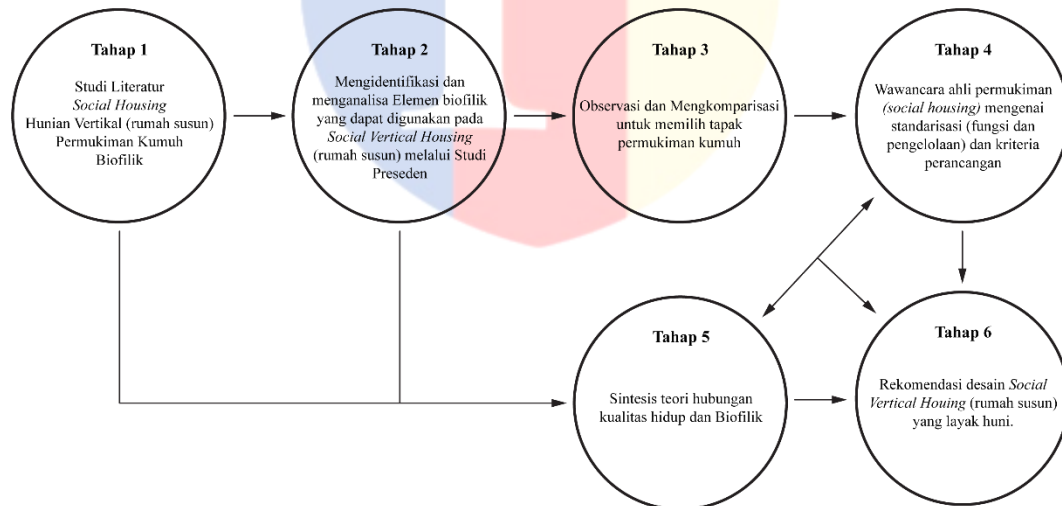 Tahap 1
Studi Literatur
Social Housing
Hunian Vertikal (rumah susun)
Permukiman Kumuh
Biofilik
Tahap 2
Mengidentifikasi dan
menganalisa Elemen biofilik
yang dapat digunakan pada
Social Vertical Housing
(rumah susun) melalui Studi
Preseden
Tahap 3
Observasi dan Mengkomparisasi
untuk memilih tapak
permukiman kumuh
Tahap 4
Wawancara ahli permukiman
(social housing) mengenai
standarisasi (fungsi dan
pengelolaan) dan kriteria
perancangan
Tahap 5
Sintesis teori hubungan
kualitas hidup dan Biofilik
Tahap 6
Rekomendasi desain Social
Vertical Houing (rumah susun)
yang layak huni.